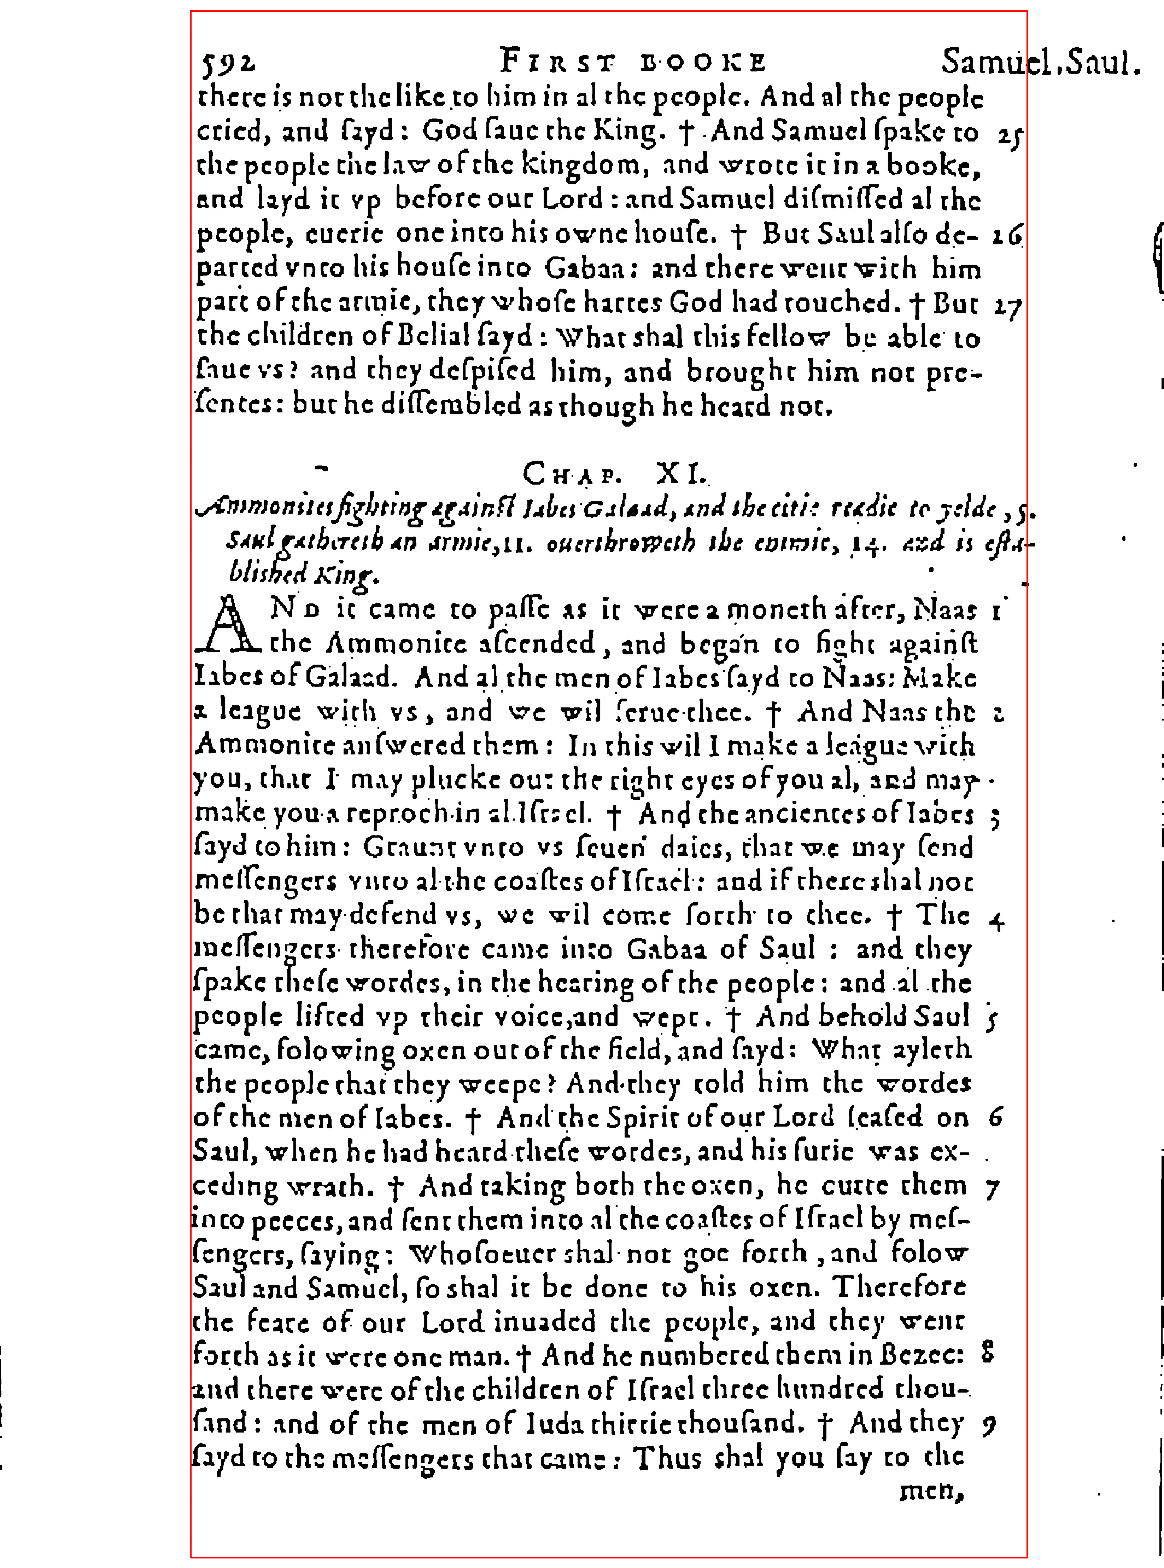 592 FIRST BOOKE Samuel. Saul.
there is not the like to him in al the people. And al the people
cried, and ſayd: God ſaue the King. † And Samuel ſpake to 25
the people the law of the kingdom, and wrote it in a booke,
and layd it vp before our Lord: and Samuel diſmiſſed al the
people, euerie one into his owne houſe. † But Saul alſo de- 26
parted vnto his houſe into Gabaa: and there went with him
part of the armie, they whoſe hartes God had touched. † But 27
the children of Belial ſayd: What shal this fellow be able to
ſaue vs? and they deſpiſed him, and brought him not pre-
ſentes: but he diſſembled as though he heard not.
CHAP. XI.
Ammonites fighting againſt Iabes Galaad, and the citie readie to yelde, 5.
Saul gathereth an armie, 11. ouerthroweth the enimie, 14. and is eſta-
blished King.
AND it came to paſſe as it were a moneth after, Naas 1
the Ammonite aſcended, and began to fight againſt
Iabes of Galaad. And al the men of Iabes ſayd to Naas: Make
a league with vs, and we wil ſerue thee. † And Naas the 2
Ammonite anſwered them: In this wil I make a league with
you, that I may plucke out the right eyes of you al, and may
make you a reproch in al Iſrael. † And the ancientes of Iabes 3
ſayd to him: Graunt vnto vs ſeuen daies, that we may ſend
meſſengers vnto al the coaſtes of Iſrael: and if there shal not
be that may defend vs, we wil come forth to thee. † The 4
meſſengers therefore came into Gabaa of Saul : and they
ſpake theſe wordes, in the hearing of the people: and al the
people lifted vp their voice, and wept. † And behold Saul 5
came, folowing oxen out of the field, and ſayd: What ayleth
the people that they weepe? And they told him the wordes
of the men of Iabes. † And the Spirit of our Lord ſeaſed on 6
Saul, when he had heard theſe wordes, and his furie was ex-
ceding wrath. † And taking both the oxen, he cutte them 7
into peeces, and ſent them into al the coaſtes of Iſrael by meſ-
ſengers, ſaying: Whoſoeuer shal not goe forth, and folow
Saul and Samuel, ſo shal it be done to his oxen. Therefore
the feare of our Lord inuaded the people, and they went
forth as it were one man. † And he numbered them in Bezec: 8
and there were of the children of Iſrael three hundred thou-
ſand: and of the men of Iuda thirtie thouſand. † And they 9
ſayd to the meſſengers that came: Thus shal you ſay to the
men,